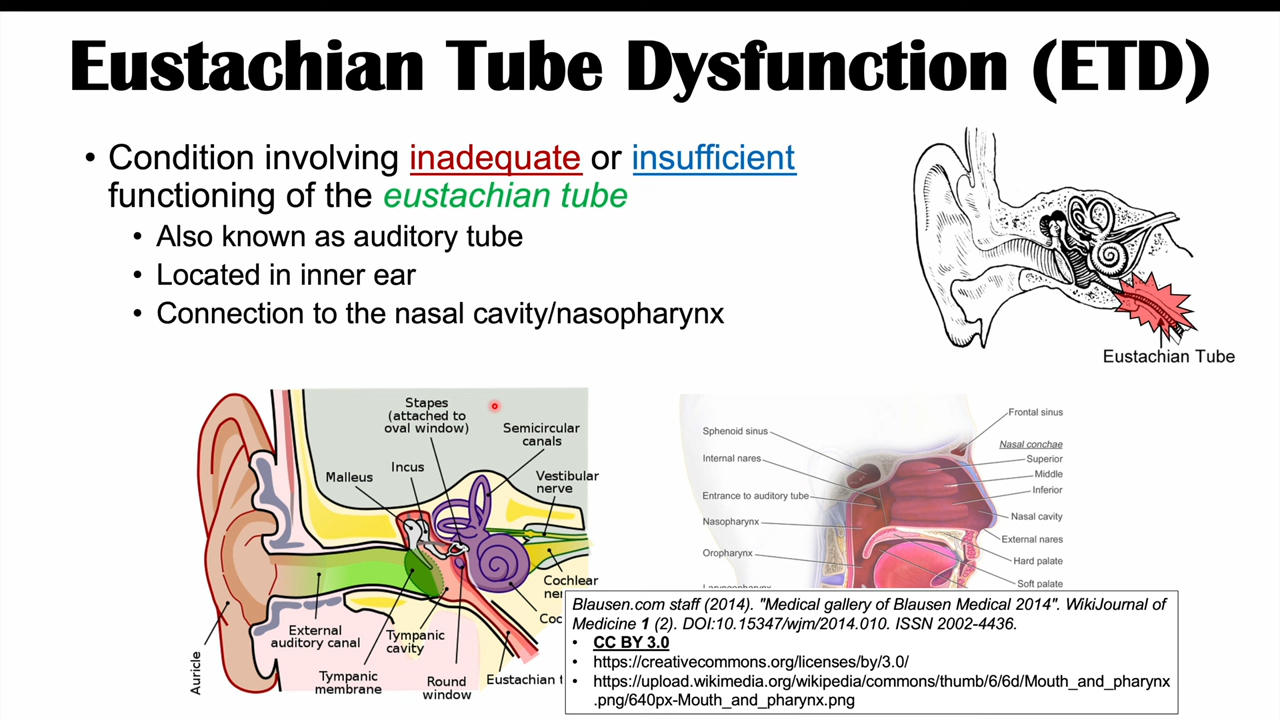 Eustachian Tube Dysfunction (ETD)
• Condition involving inadequate or insufficient
functioning of the eustachian tube
• Also known as auditory tube
• Located in inner ear
• Connection to the nasal cavity/nasopharynx
Eustachian Tube
Stapes
(attached to
oval window)
Semicircular
canals
Incus
Malleus
Vestibular
nerve
Cochlear
External
auditory canal
Tympanic
cavity
Tympanic
membrane
Round
window
Eustachian
Auricle
Frontal sinus
Sphenoid sinus
Nasal conchae
Internal nares
Superior
Middle
Entrance to auditory tube
Inferior
Nasopharynx
Nasal cavity
External nares
Oropharynx
Hard palate
Soft palate
Blausen.com staff (2014). "Medical gallery of Blausen Medical 2014". WikiJournal of
Medicine 1 (2). DOI:10.15347/wjm/2014.010. ISSN 2002-4436.
• CC BY 3.0
• https://creativecommons.org/licenses/by/3.0/
• https://upload.wikimedia.org/wikipedia/commons/thumb/6/6d/Mouth_and_pharynx
.png/640px-Mouth_and_pharynx.png